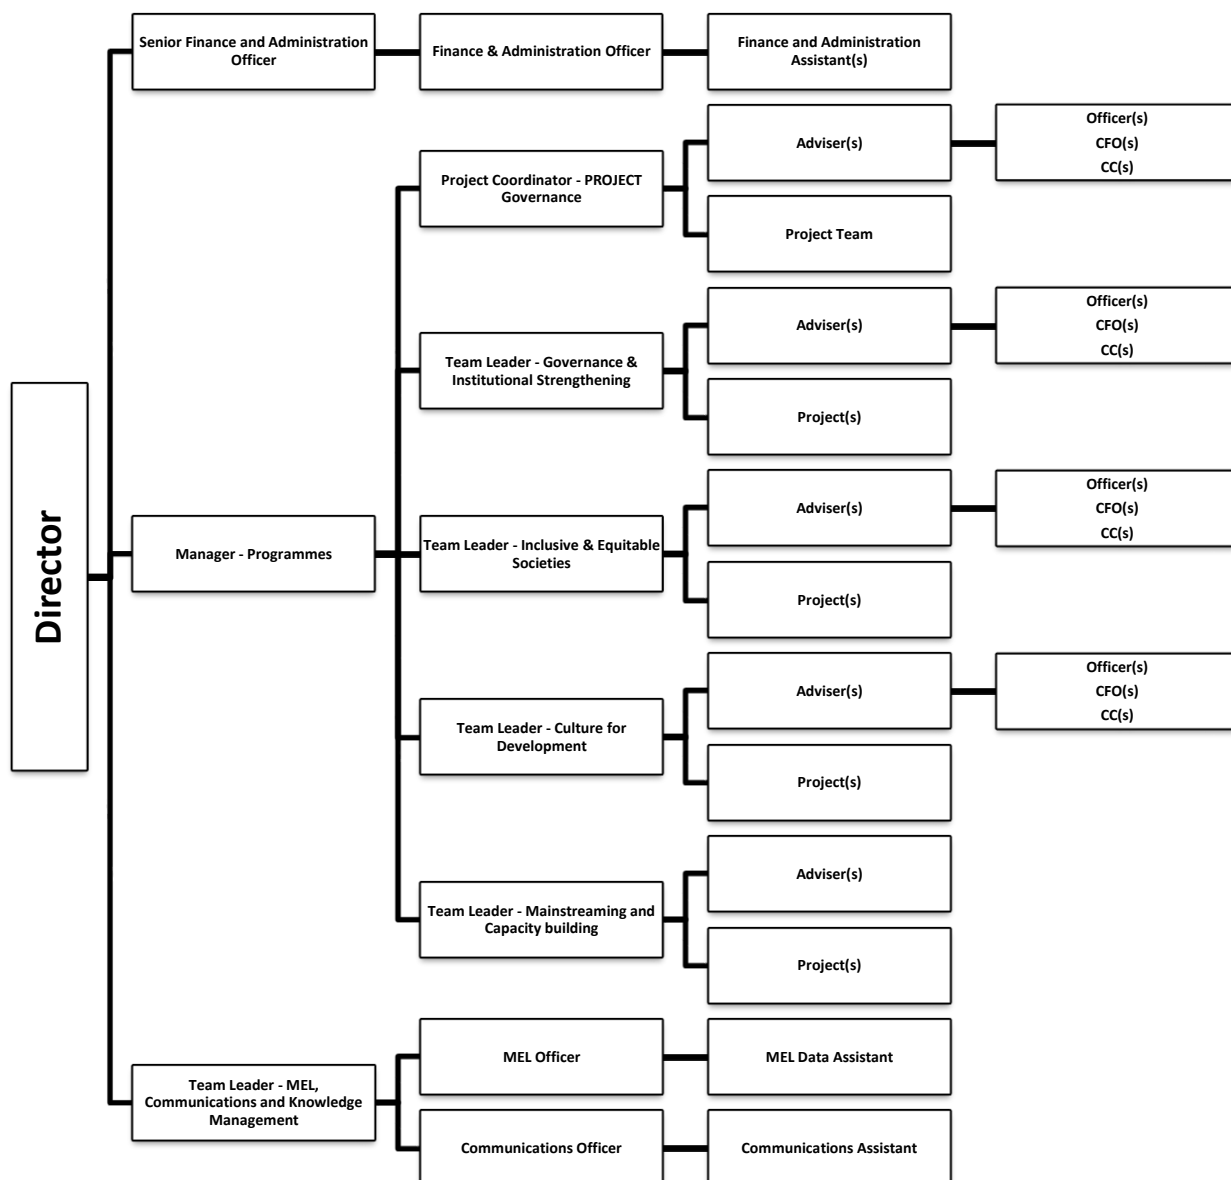 Senior Finance and Administration
Officer
Finance & Administration Officer
Finance and Administration
Assistant(s)
Adviser(s)
Officer(s)
CFO(s)
CC(s)
Project Coordinator - PROJECT
Governance
Project Team
Adviser(s)
Officer(s)
CFO(s)
CC(s)
Team Leader - Governance &
Institutional Strengthening
Project(s)
Director
Manager - Programmes
Adviser(s)
Officer(s)
CFO(s)
CC(s)
Team Leader - Inclusive & Equitable
Societies
Project(s)
Adviser(s)
Officer(s)
CFO(s)
CC(s)
Team Leader - Culture for
Development
Project(s)
Adviser(s)
Team Leader - Mainstreaming and
Capacity building
Project(s)
Team Leader - MEL,
Communications and Knowledge
Management
MEL Officer
MEL Data Assistant
Communications Officer
Communications Assistant